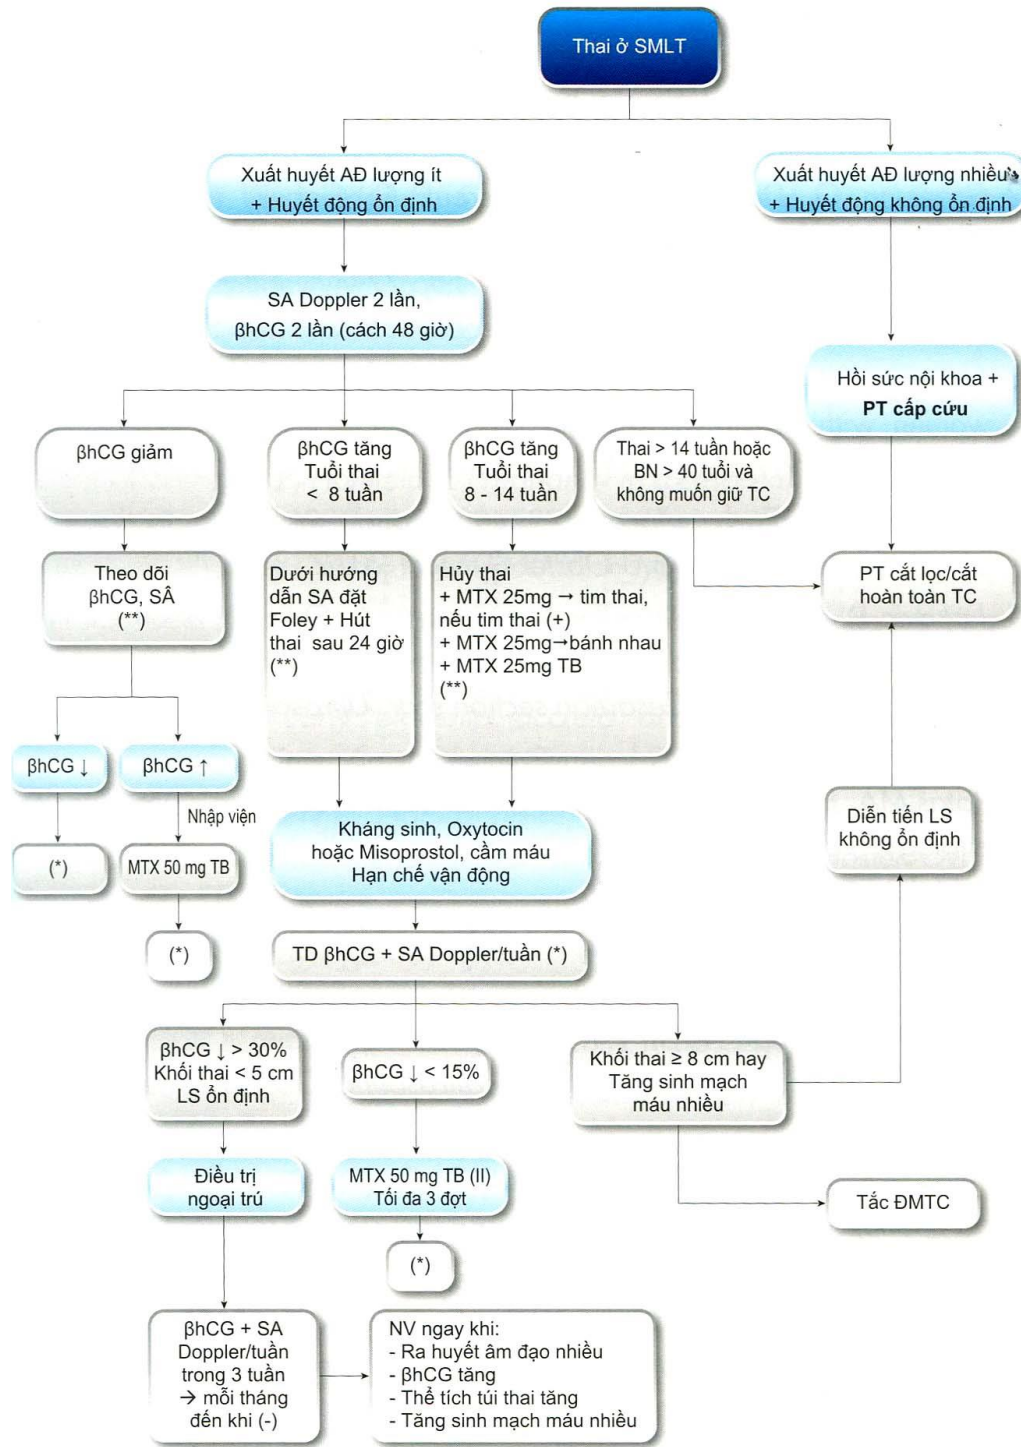 Thai ở SMLT
Xuất huyết AĐ lượng ít
+ Huyết động ổn định
Xuất huyết AĐ lượng nhiều
+ Huyết động không ổn định
SA Doppler 2 lần,
βhCG 2 lần (cách 48 giờ)
Hồi sức nội khoa +
PT cấp cứu
βhCG giảm
βhCG tăng
Tuổi thai
< 8 tuần
βhCG tăng
Tuổi thai
8 - 14 tuần
Thai > 14 tuần hoặc
BN > 40 tuổi và
không muốn giữ TC
Theo dõi
βhCG, SÂ
(**)
Dưới hướng
dẫn SA đặt
Foley + Hút
thai sau 24 giờ
(**)
Hủy thai
+ MTX 25mg → tim thai,
nếu tim thai (+)
+ MTX 25mg→bánh nhau
+ MTX 25mg TB
(**)
PT cắt lọc/cắt
hoàn toàn TC
βhCG ↓
βhCG ↑
Nhập viện
(*)
MTX 50 mg TB
(*)
Kháng sinh, Oxytocin
hoặc Misoprostol, cầm máu
Hạn chế vận động
Diễn tiến LS
không ổn định
TD βhCG + SA Doppler/tuần (*)
βhCG ↓ > 30%
Khối thai < 5 cm
LS ổn định
βhCG ↓ < 15%
Khối thai ≥ 8 cm hay
Tăng sinh mạch
máu nhiều
Điều trị
ngoại trú
MTX 50 mg TB (II)
Tối đa 3 đợt
Tắc ĐMTC
(*)
βhCG + SA
Doppler/tuần
trong 3 tuần
→ mỗi tháng
đến khi (-)
NV ngay khi:
- Ra huyết âm đạo nhiều
- βhCG tăng
- Thể tích túi thai tăng
- Tăng sinh mạch máu nhiều